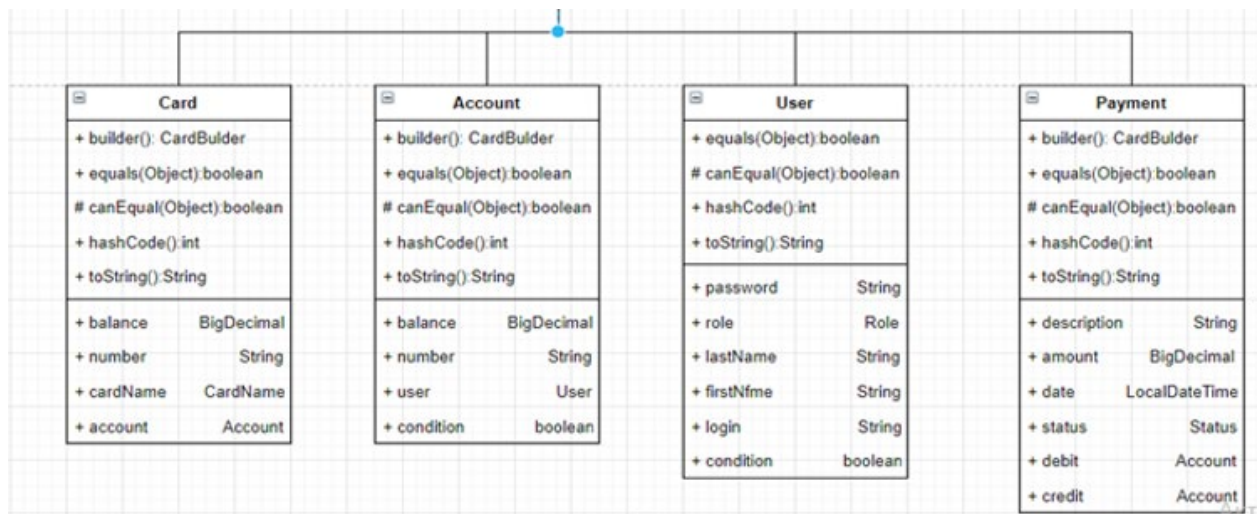 Card
+ builder(): CardBulder
+ equals(Object):boolean
# canEqual(Object):boolean
+ hashCode():int
+ toString():String
+ balance BigDecimal
+ number String
+ cardName CardName
+ account Account
Account
+ builder(): CardBulder
+ equals(Object):boolean
# canEqual(Object):boolean
+ hashCode():int
+ toString():String
+ balance BigDecimal
+ number String
+ user User
+ condition boolean
User
+ equals(Object):boolean
# canEqual(Object):boolean
+ hashCode():int
+ toString():String
+ password String
+ role Role
+ lastName String
+ firstNfme String
+ login String
+ condition boolean
Payment
+ builder(): CardBulder
+ equals(Object):boolean
# canEqual(Object):boolean
+ hashCode():int
+ toString():String
+ description String
+ amount BigDecimal
+ date LocalDateTime
+ status Status
+ debit Account
+ credit Account